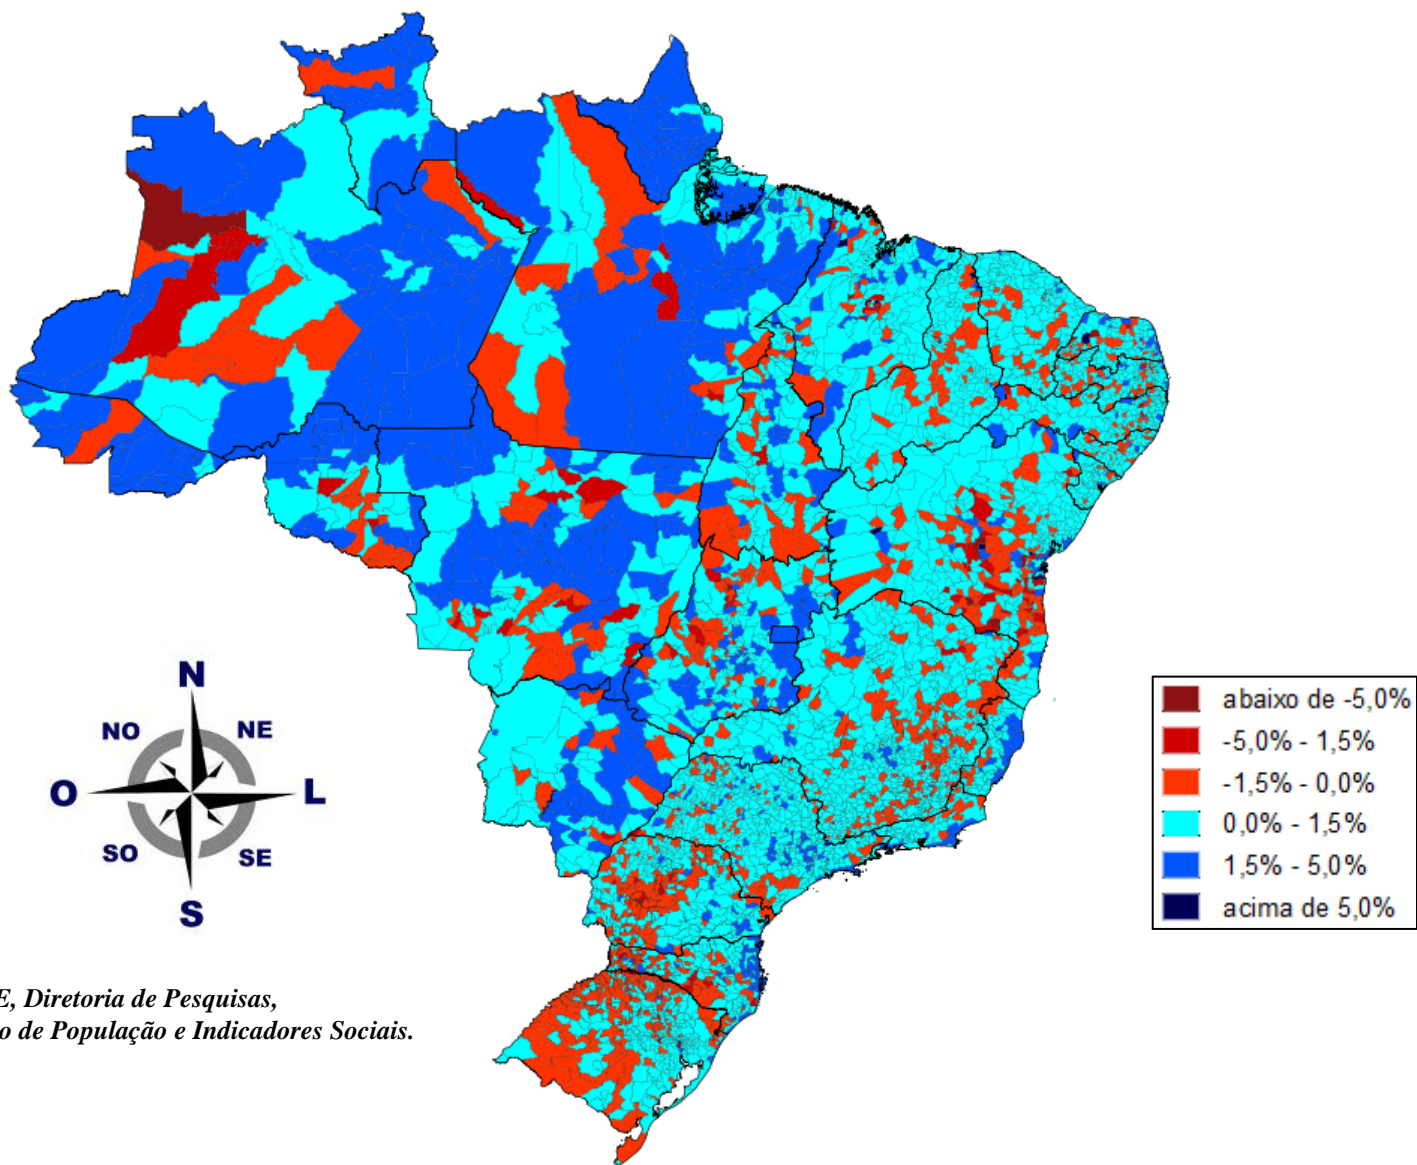 N
NO NE
O L
SO SE
S
abaixo de -5,0%
-5,0% - 1,5%
-1,5% - 0,0%
0,0% - 1,5%
1,5% - 5,0%
acima de 5,0%
E, Diretoria de Pesquisas,
o de População e Indicadores Sociais.